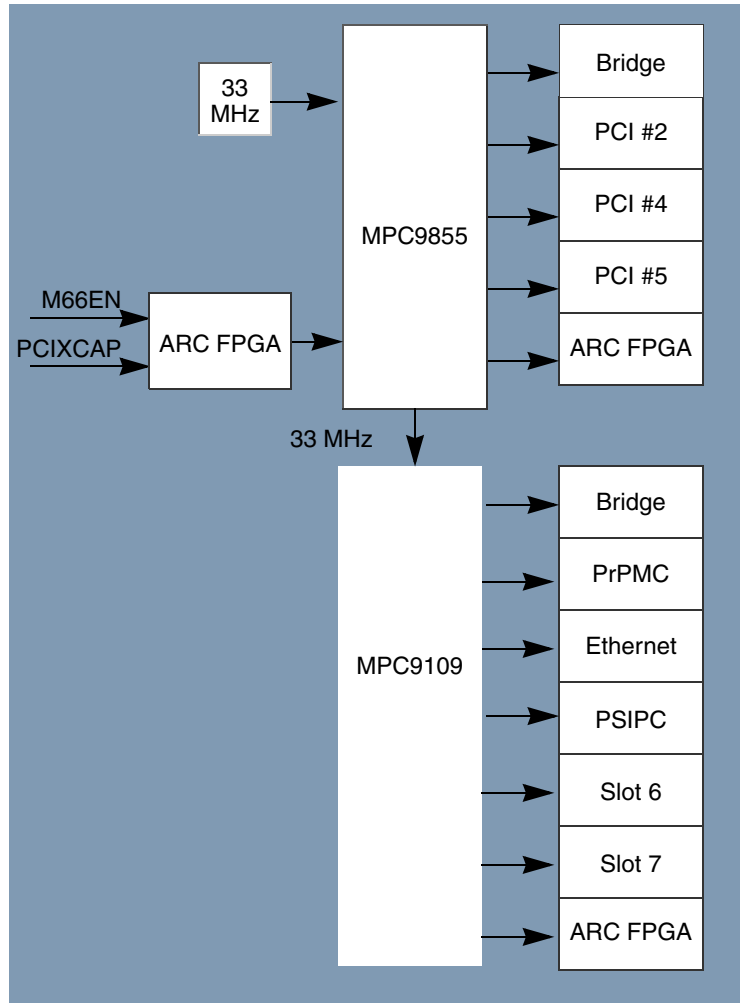 33
MHz
MPC9855
Bridge
PCI #2
PCI #4
PCI #5
ARC FPGA
M66EN
PCIXCAP
ARC FPGA
33 MHz
MPC9109
Bridge
PrPMC
Ethernet
PSIPC
Slot 6
Slot 7
ARC FPGA